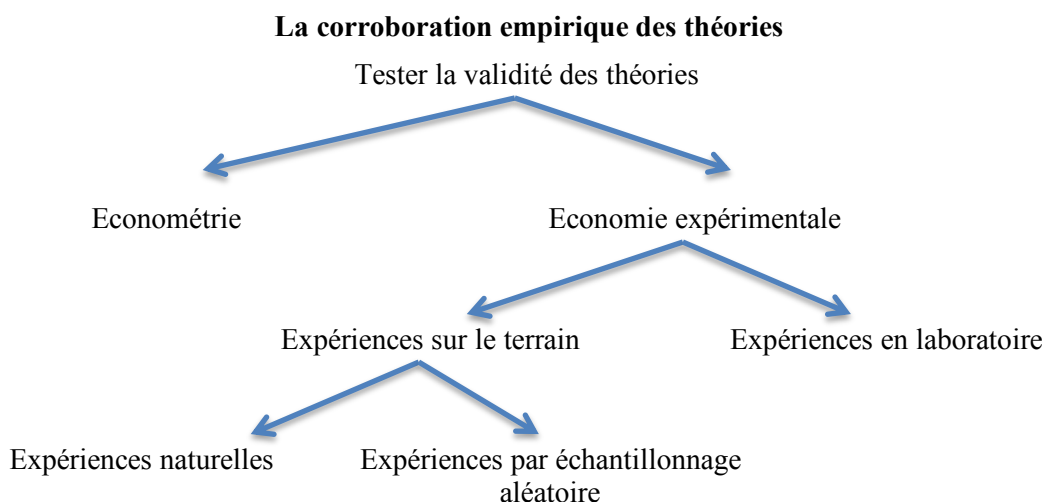 La corroboration empirique des théories
Tester la validité des théories
Econométrie
Economie expérimentale
Expériences sur le terrain
Expériences en laboratoire
Expériences naturelles
Expériences par échantillonnage
aléatoire